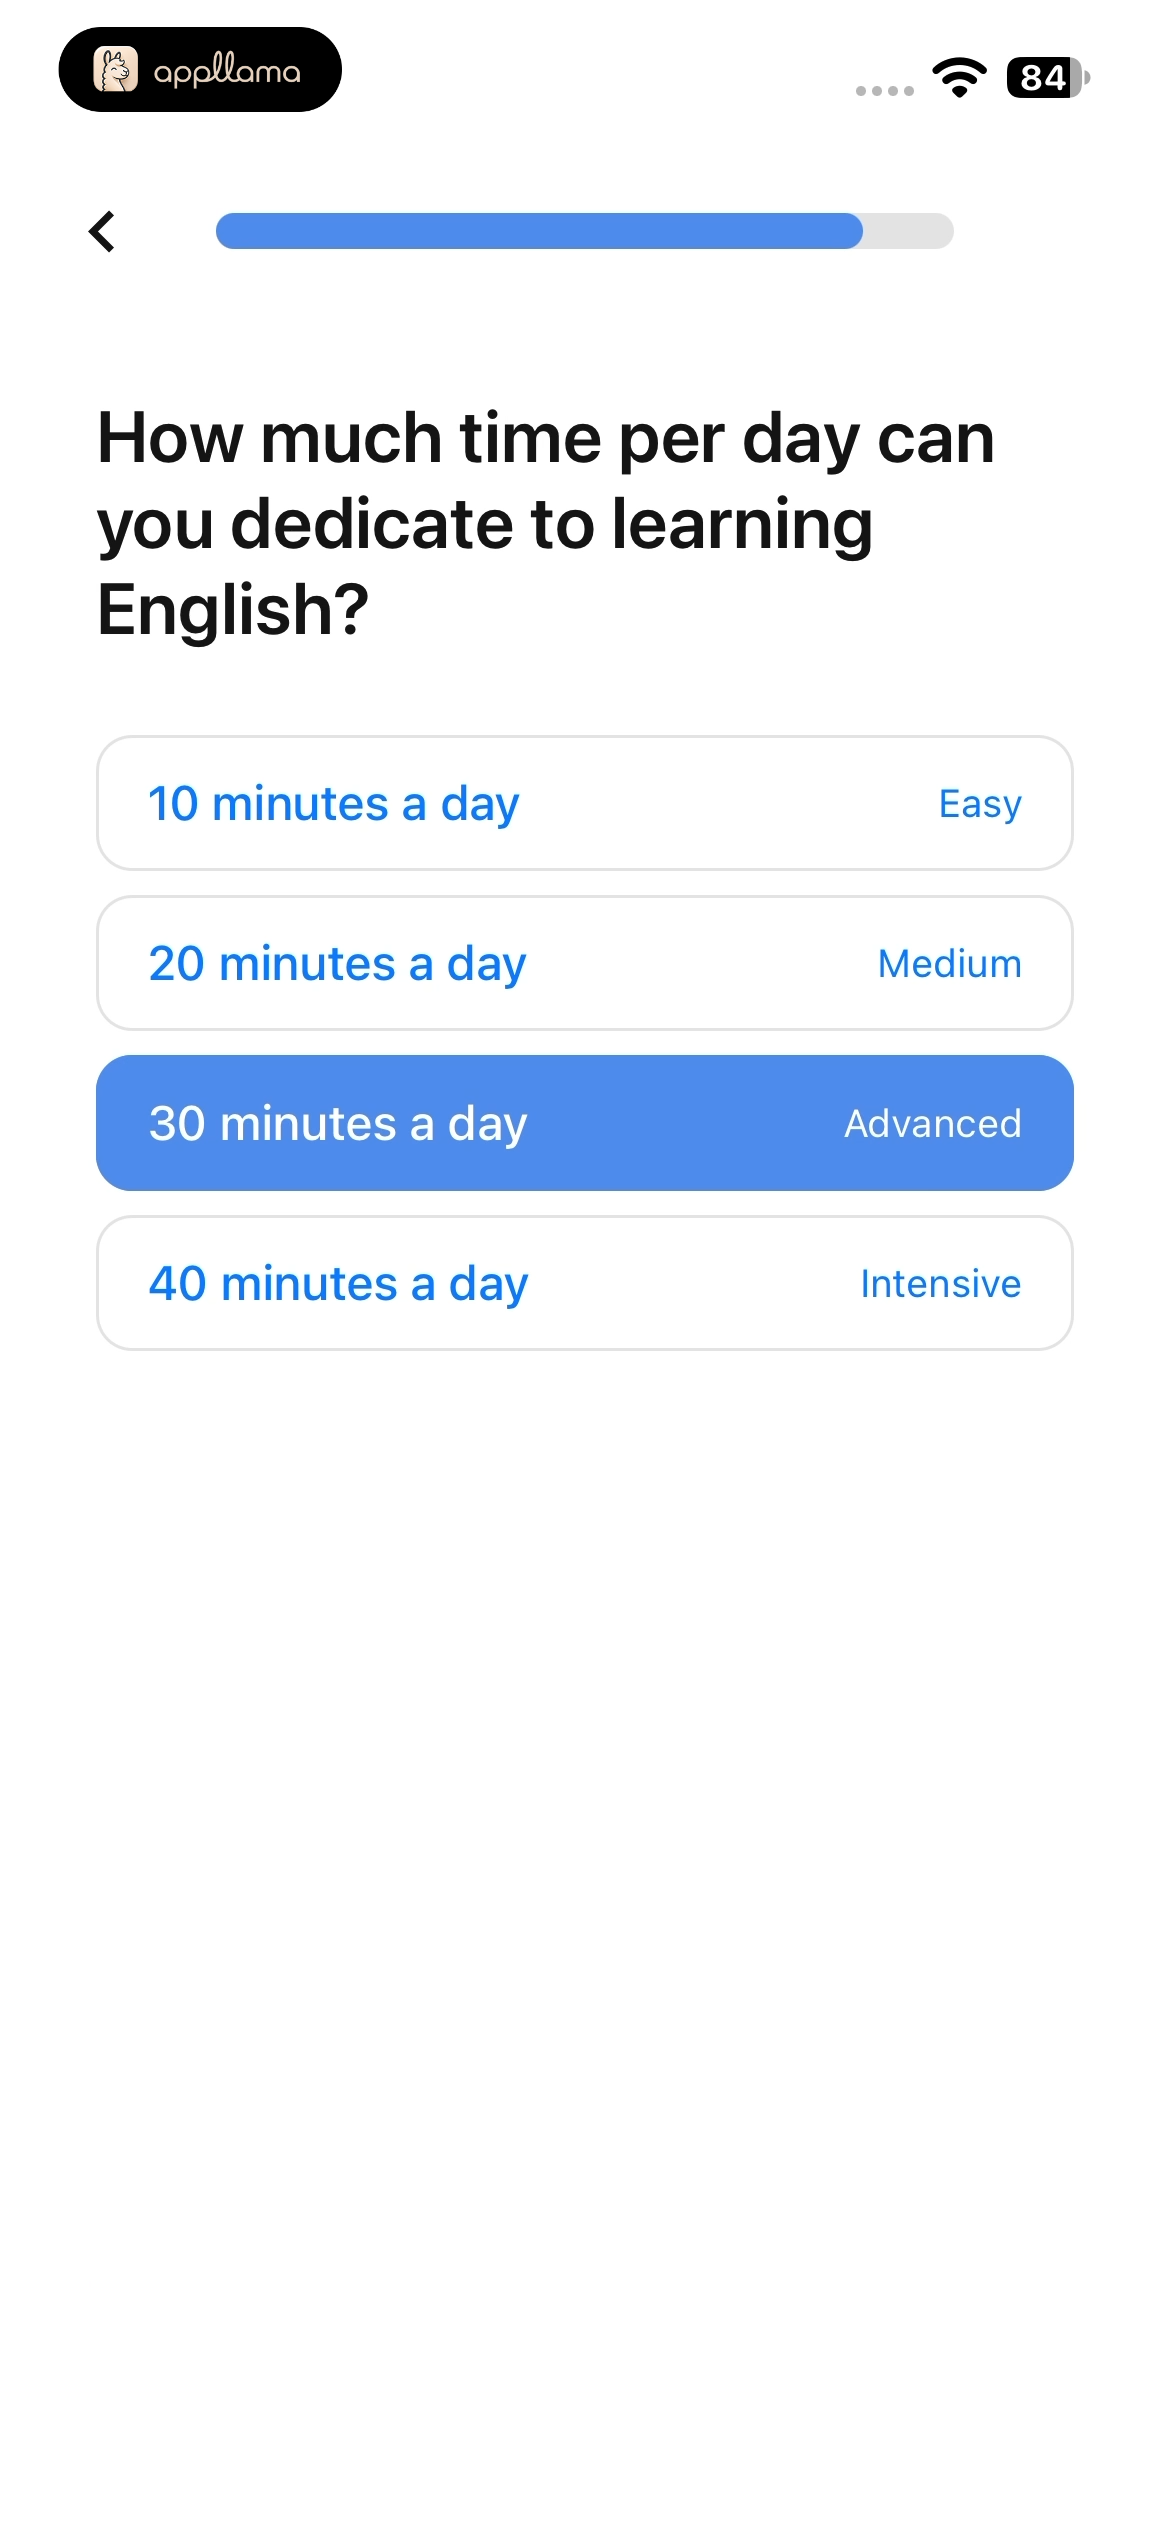 appllama
84
How much time per day can
you dedicate to learning
English?
10 minutes a day Easy
20 minutes a day Medium
30 minutes a day Advanced
40 minutes a day Intensive